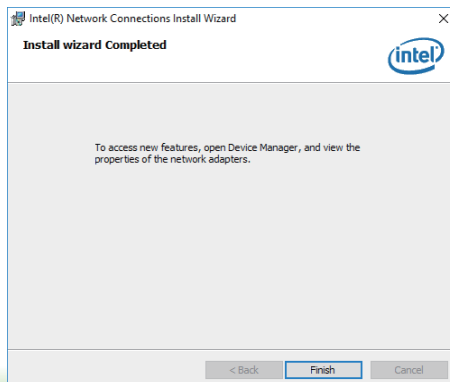 Intel(R) Network Connections Install Wizard
Install wizard Completed
intel
To access new features, open Device Manager, and view the
properties of the network adapters.
< Back
Finish
Cancel